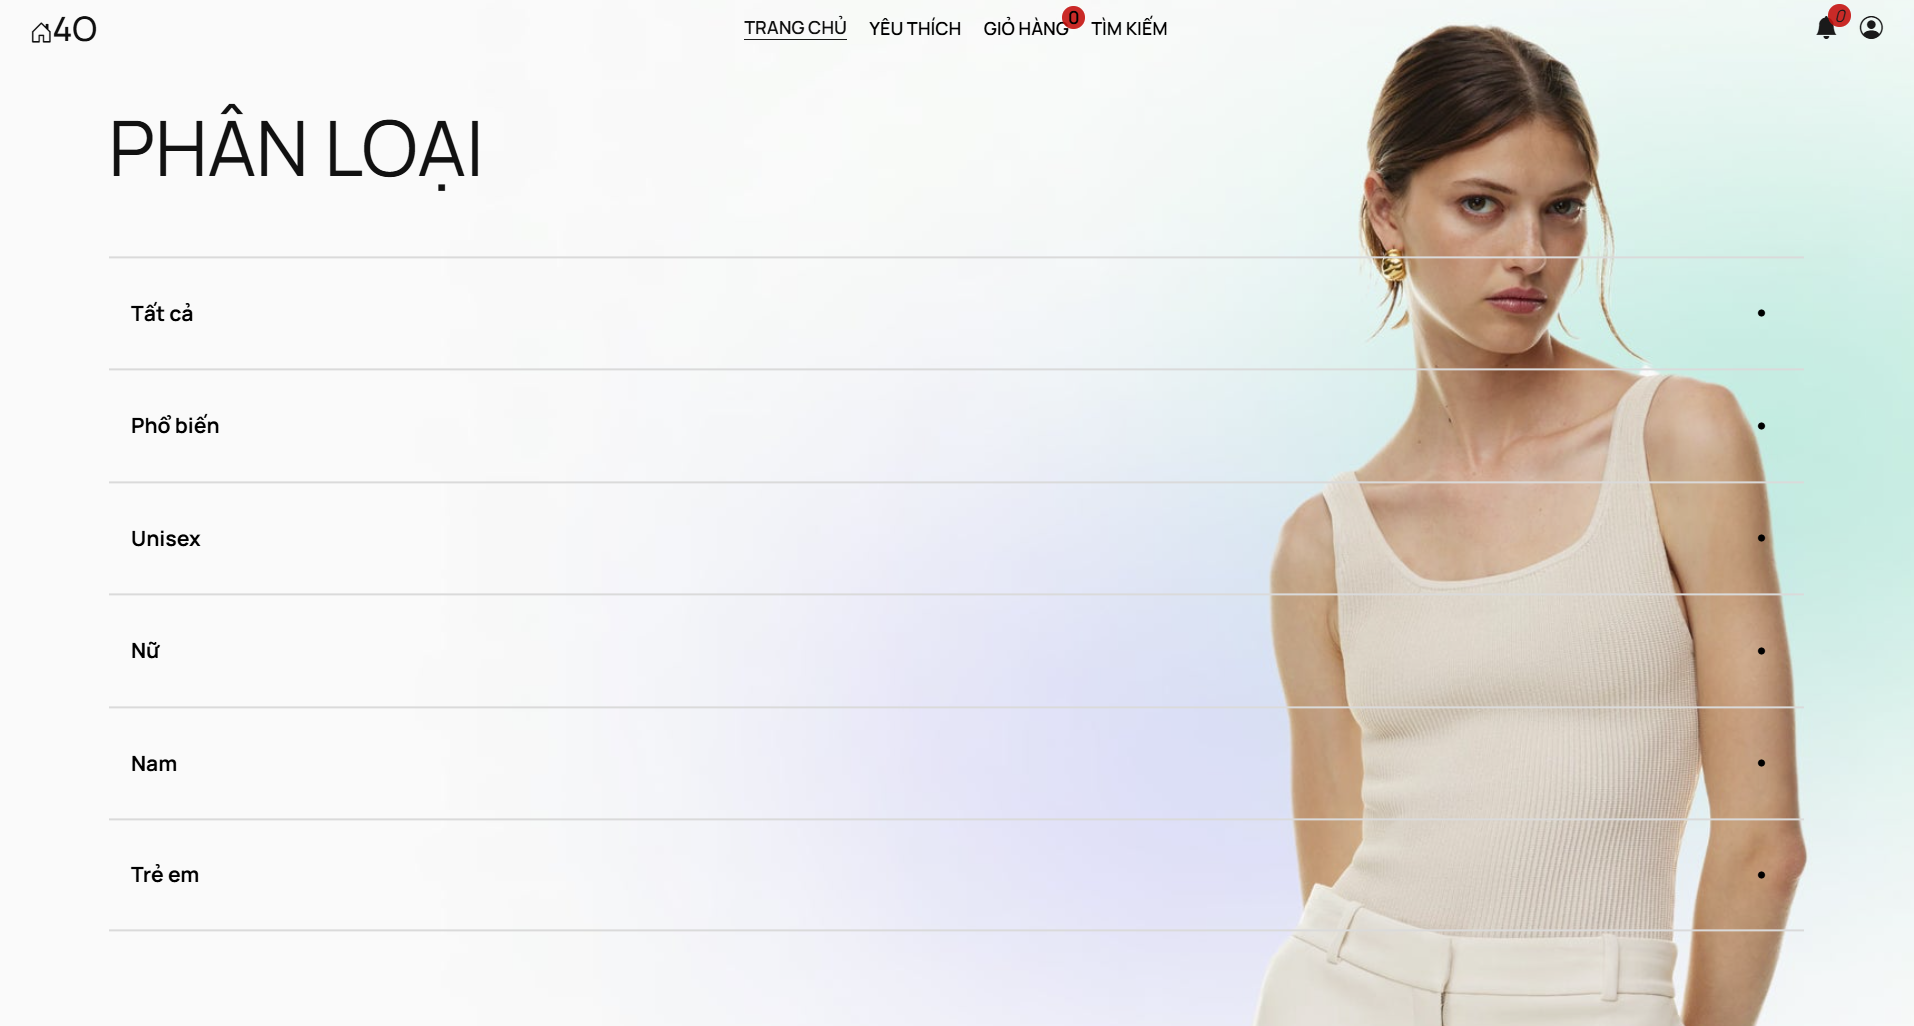 40
TRANG CHỦ YÊU THÍCH GIỎ HÀNG 0 TÌM KIẾM
0
PHÂN LOẠI
Tất cả
Phổ biến
Unisex
Nữ
Nam
Trẻ em